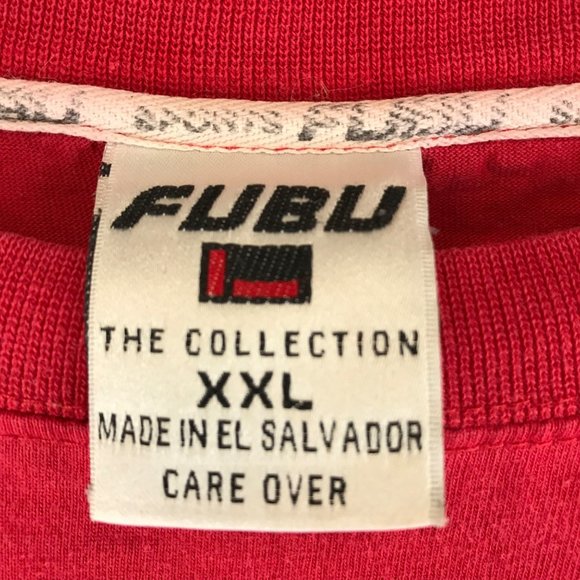 FUBU
THE COLLECTION
XXL
MADE IN EL SALVADOR
CARE OVER